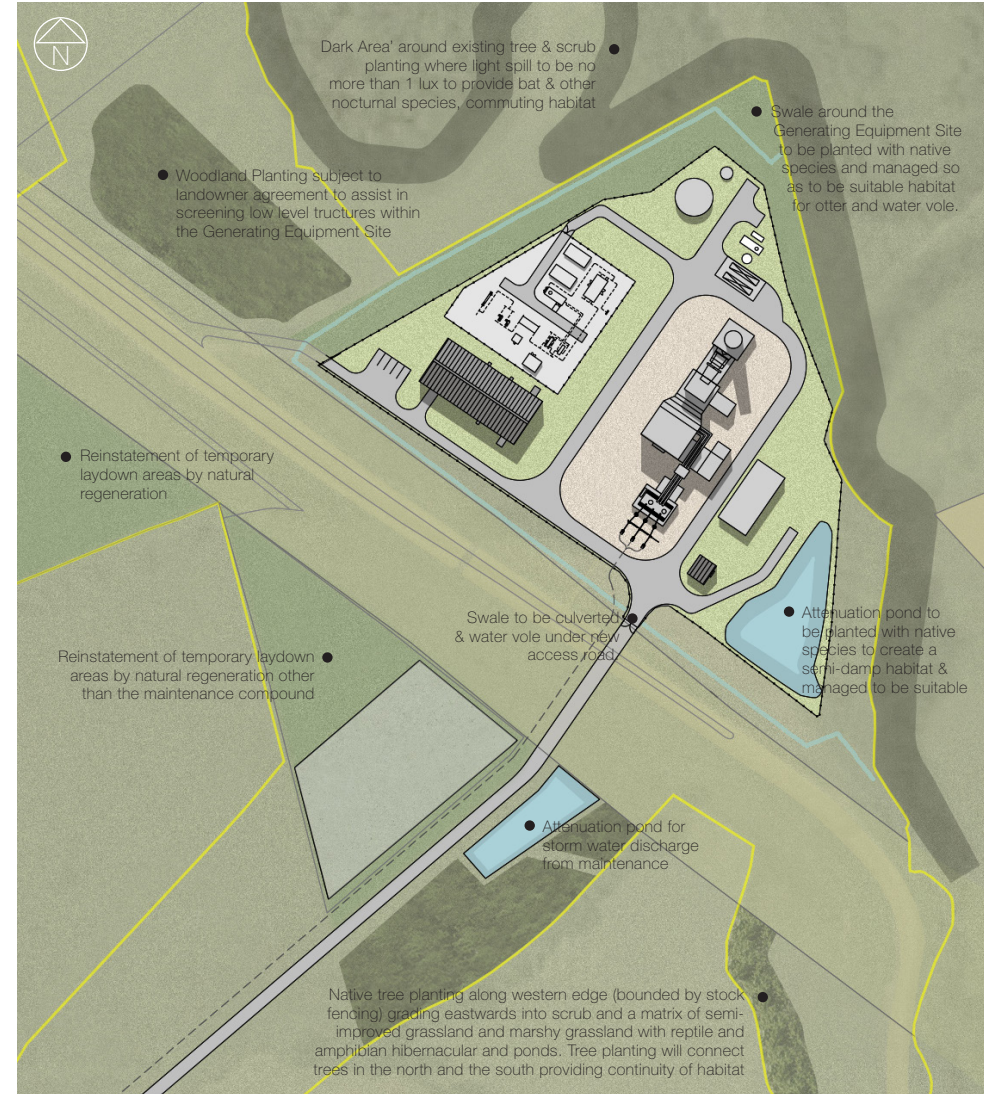 N
Dark Area' around existing tree & scrub
planting where light spill to be no
more than 1 lux to provide bat & other
nocturnal species, commuting habitat
Swale around the
Generating Equipment Site
to be planted with native
species and managed so
as to be suitable habitat
for otter and water vole.
Woodland Planting subject to
landowner agreement to assist in
screening low level tructures within
the Generating Equipment Site
Reinstatement of temporary
laydown areas by natural
regeneration
Swale to be culverted
& water vole under new
access road.
Attenuation pond to
be planted with native
species to create a
semi-damp habitat &
managed to be suitable
Reinstatement of temporary laydown
areas by natural regeneration other
than the maintenance compound
Attenuation pond for
storm water discharge
from maintenance
Native tree planting along western edge (bounded by stock
fencing) grading eastwards into scrub and a matrix of semi-
improved grassland and marshy grassland with reptile and
amphibian hibernacular and ponds. Tree planting will connect
trees in the north and the south providing continuity of habitat